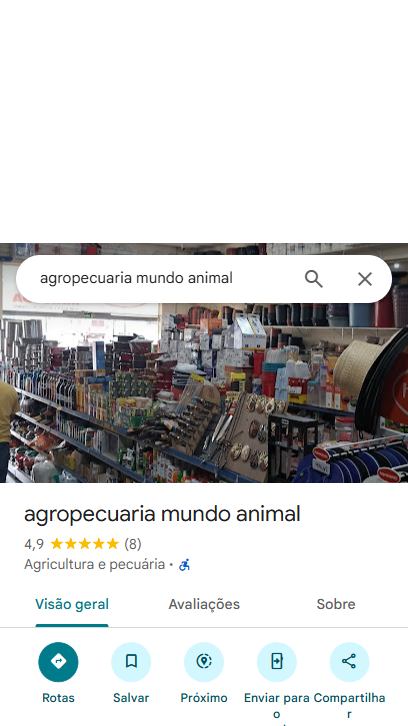 agropecuaria mundo animal
agropecuaria mundo animal
4,9 ★★★★★ (8)
Agricultura e pecuária ·
Visão geral
Avaliações
Sobre
Rotas
Salvar
Próximo
Enviar para o
Compartilhar